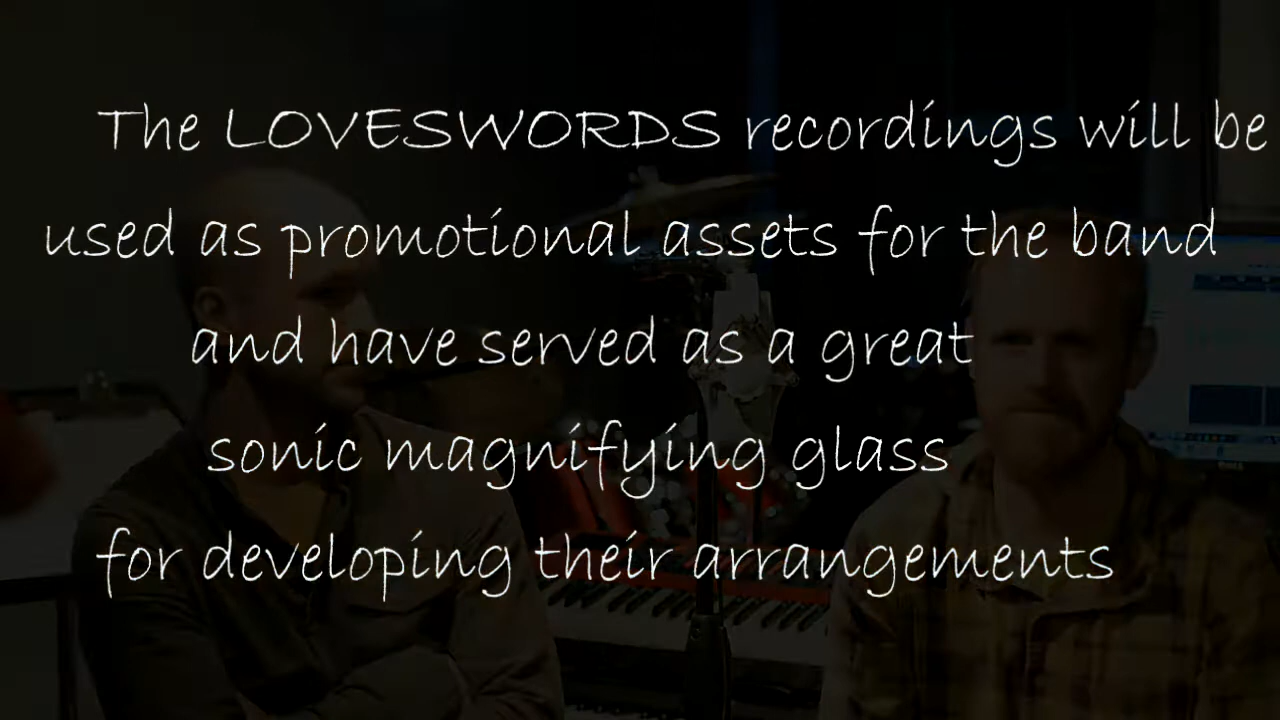 The LOVESWORDS recordings will be
used as promotional assets for the band
and have served as a great
sonic magnifying glass
for developing their arrangements